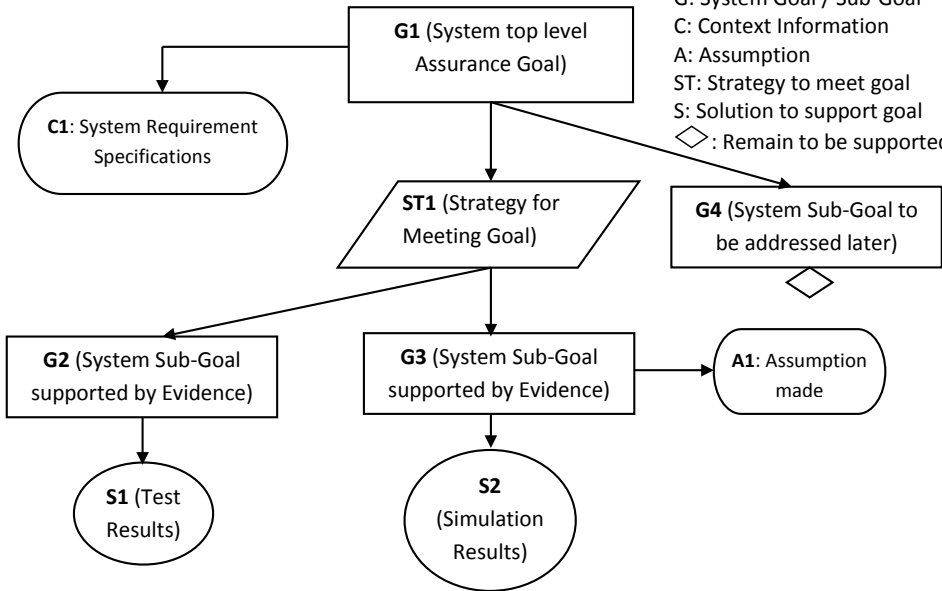 G: System Goal / Sub-Goal
C: Context Information
A: Assumption
ST: Strategy to meet goal
S: Solution to support goal
: Remain to be supported
G1 (System top level
Assurance Goal)
C1: System Requirement
Specifications
ST1 (Strategy for
Meeting Goal)
G4 (System Sub-Goal to
be addressed later)
G2 (System Sub-Goal
supported by Evidence)
G3 (System Sub-Goal
supported by Evidence)
A1: Assumption
made
S1 (Test
Results)
S2
(Simulation
Results)